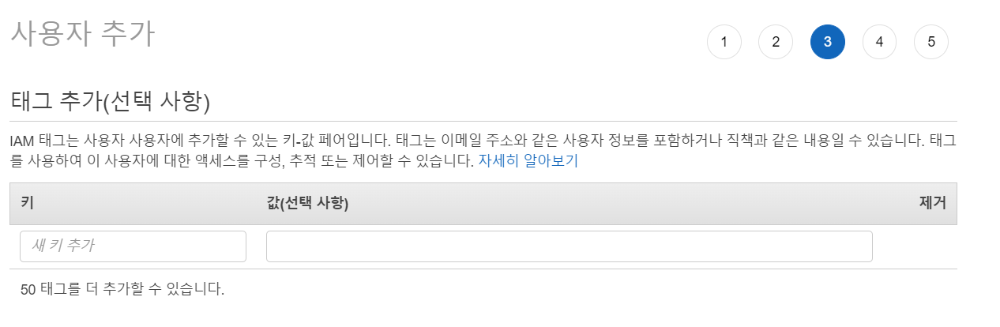 사용자 추가
1 2 3 4 5
태그 추가(선택 사항)
IAM 태그는 사용자 사용자에 추가할 수 있는 키-값 페어입니다. 태그는 이메일 주소와 같은 사용자 정보를 포함하거나 직책과 같은 내용일 수 있습니다. 태그
를 사용하여 이 사용자에 대한 액세스를 구성, 추적 또는 제어할 수 있습니다. 자세히 알아보기
키 값(선택 사항) 제거
새 키 추가
50 태그를 더 추가할 수 있습니다.